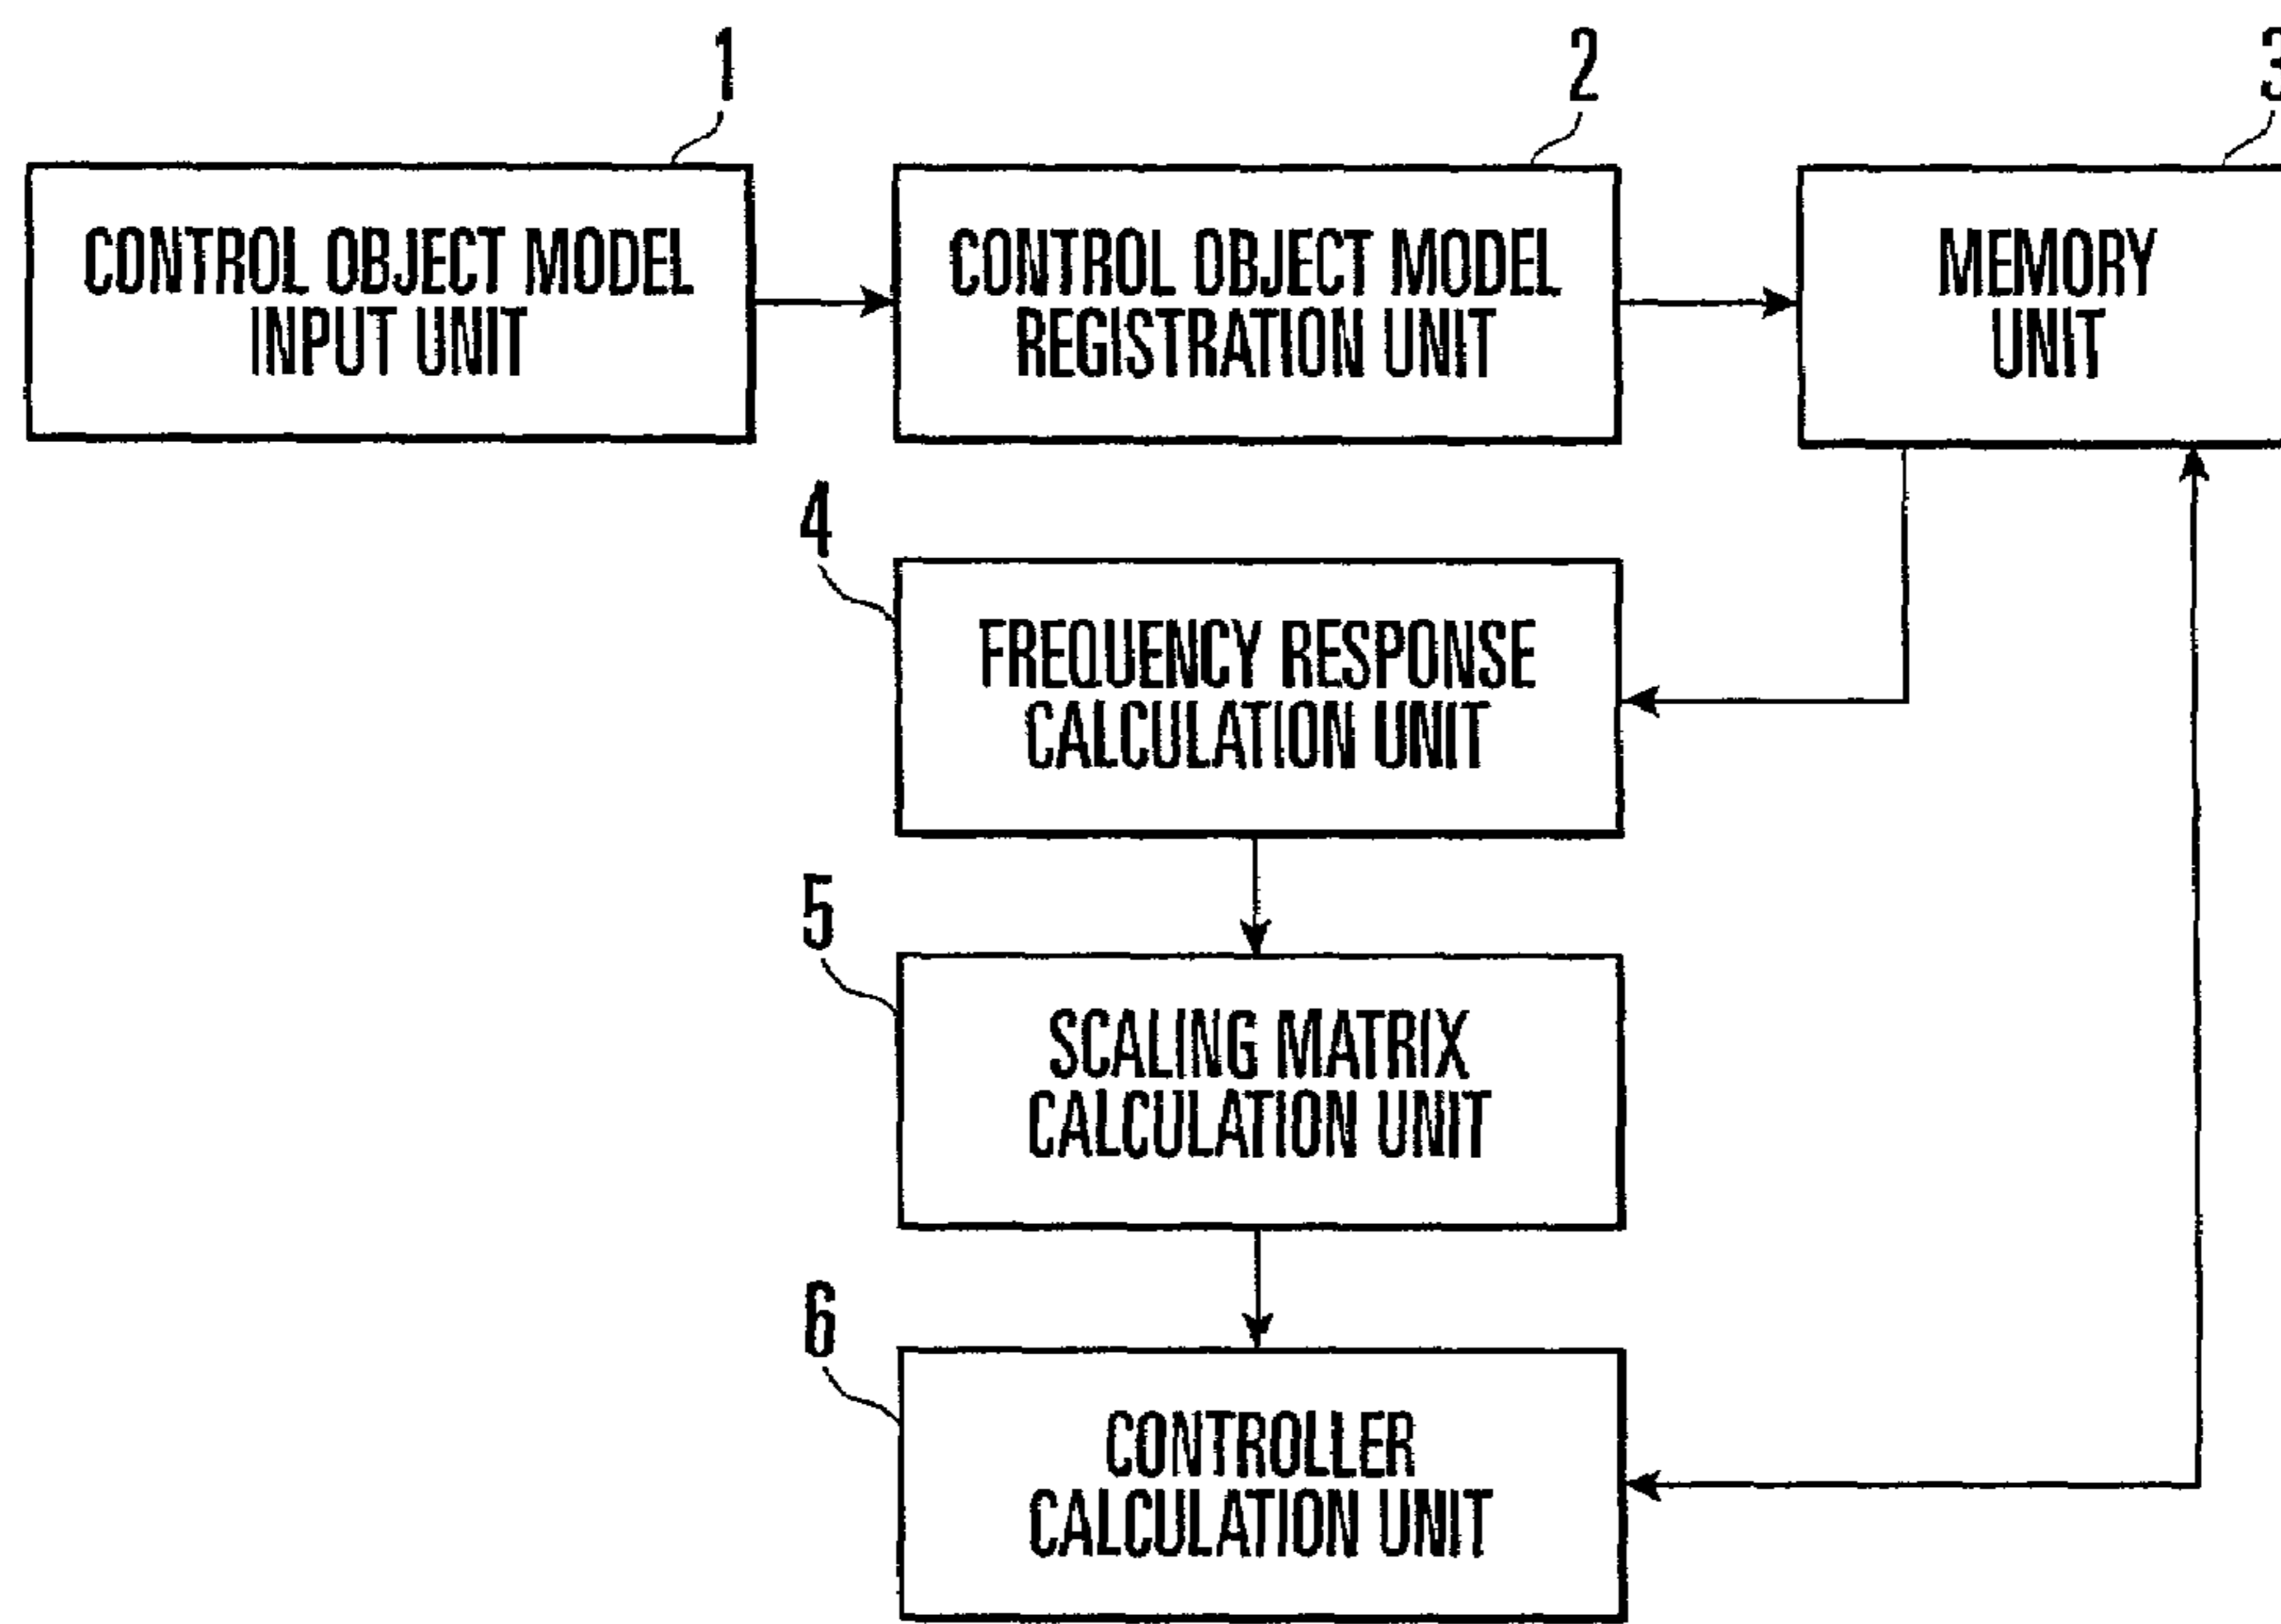 1
2
3
CONTROL OBJECT MODEL
INPUT UNIT
CONTROL OBJECT MODEL
REGISTRATION UNIT
MEMORY
UNIT
4
FREQUENCY RESPONSE
CALCULATION UNIT
5
SCALING MATRIX
CALCULATION UNIT
6
CONTROLLER
CALCULATION UNIT